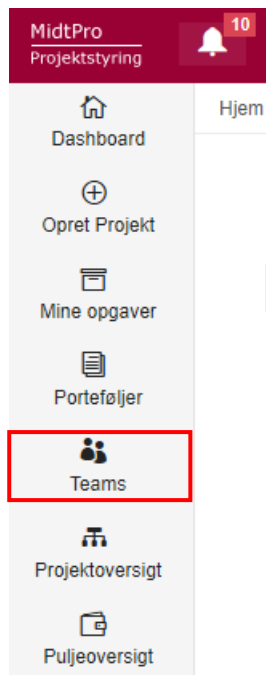 MidtPro
Projektstyring
10
Hjem
Dashboard
Opret Projekt
Mine opgaver
Porteføljer
Teams
Projektoversigt
Puljeoversigt